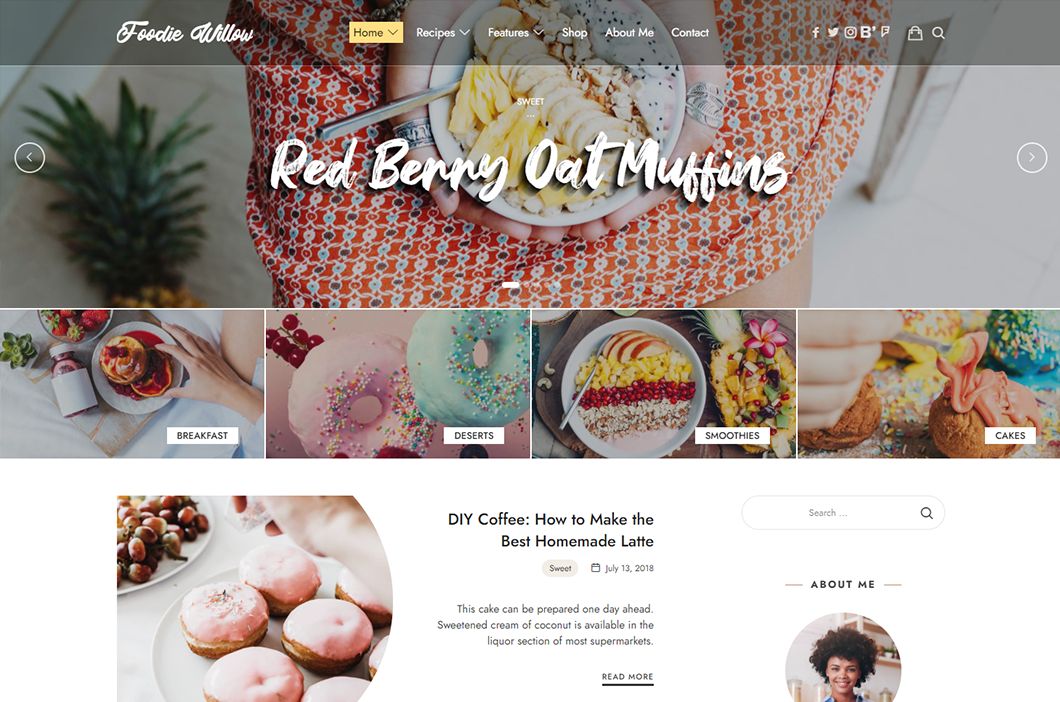 Foodie Willow
Home
Recipes
Features
Shop
About Me
Contact
SWEET
Red Berry Oat Muffins
BREAKFAST
DESERTS
SMOOTHIES
CAKES
DIY Coffee: How to Make the
Best Homemade Latte
Sweet
July 13, 2018
This cake can be prepared one day ahead.
Sweetened cream of coconut is available in the
liquor section of most supermarkets.
READ MORE
Search ...
ABOUT ME